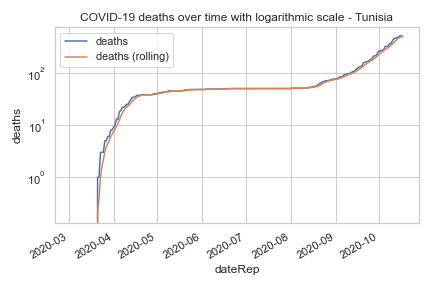 COVID-19 deaths over time with logarithmic scale - Tunisia
deaths
deaths (rolling)
deaths
10²
10¹
10⁰
2020-03
2020-04
2020-05
2020-06
2020-07
2020-08
2020-09
2020-10
dateRep